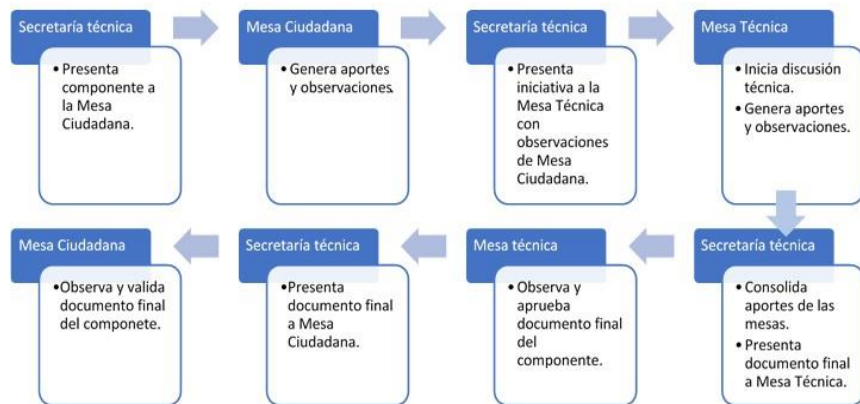 Secretaría técnica
• Presenta
componente a
la Mesa
Ciudadana.
Mesa Ciudadana
• Genera aportes
y observaciones.
Secretaría técnica
• Presenta
iniciativa a la
Mesa Técnica
con
observaciones
de Mesa
Ciudadana.
Mesa Técnica
• Inicia discusión
técnica.
• Genera aportes
y observaciones.
Secretaría técnica
• Consolida
aportes de las
mesas.
• Presenta
documento final
a Mesa Técnica.
Mesa técnica
• Observa y
aprueba
documento final
del
componente.
Secretaría técnica
•Presenta
documento final
a Mesa
Ciudadana.
Mesa Ciudadana
•Observa y valida
documento final
del componete.